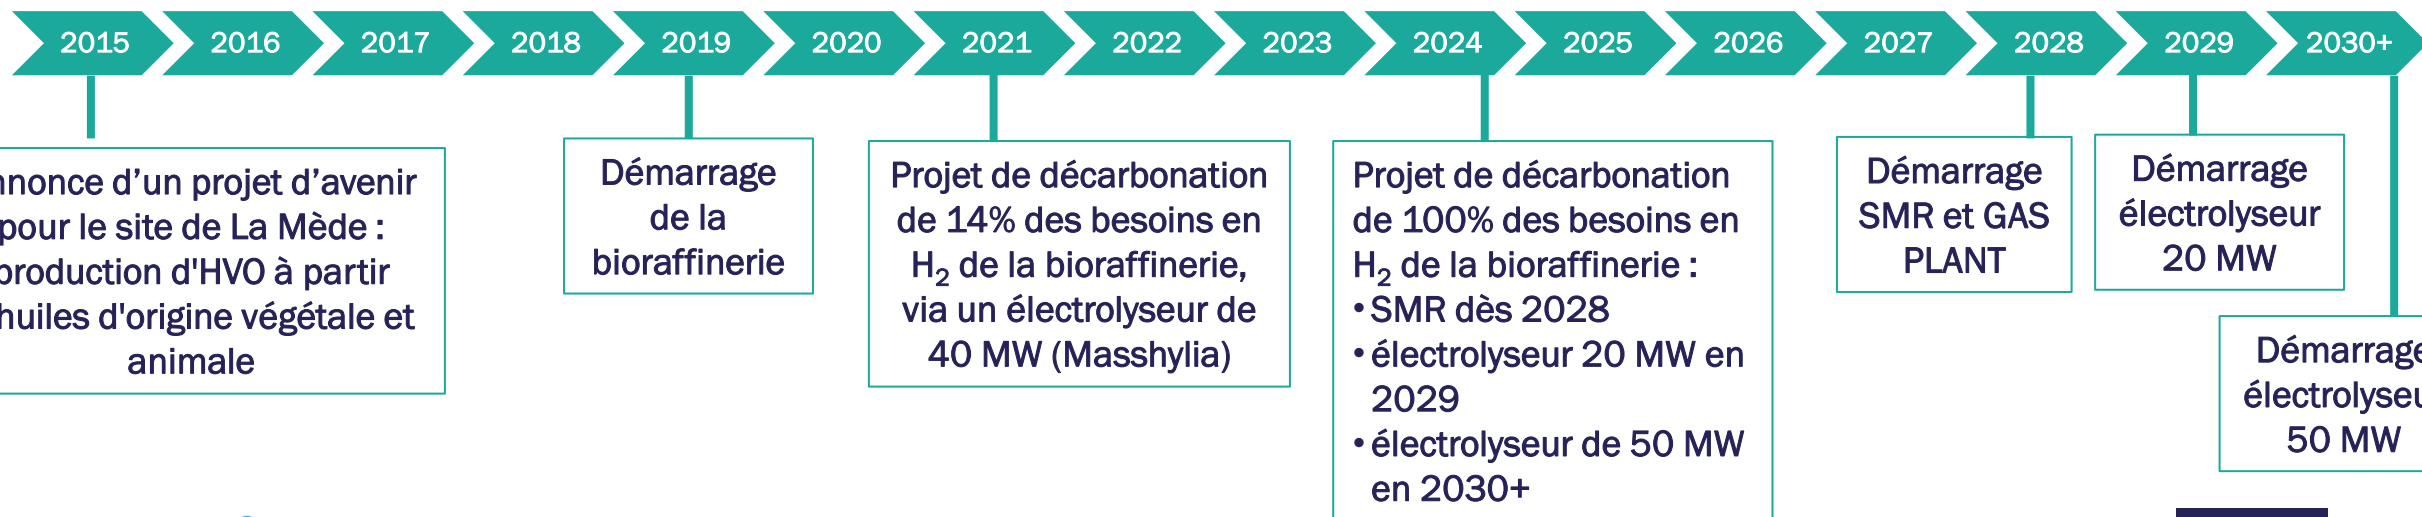 2015 2016 2017 2018 2019 2020 2021 2022 2023 2024 2025 2026 2027 2028 2029 2030+
nnonce d’un projet d’avenir
pour le site de La Mède :
production d'HVO à partir
huiles d'origine végétale et
animale
Démarrage
de la
bioraffinerie
Projet de décarbonation
de 14% des besoins en
H₂ de la bioraffinerie,
via un électrolyseur de
40 MW (Masshylia)
Projet de décarbonation
de 100% des besoins en
H₂ de la bioraffinerie :
• SMR dès 2028
• électrolyseur 20 MW en
2029
• électrolyseur de 50 MW
en 2030+
Démarrage
SMR et GAS
PLANT
Démarrage
électrolyseur
20 MW
Démarrage
électrolyseu
50 MW